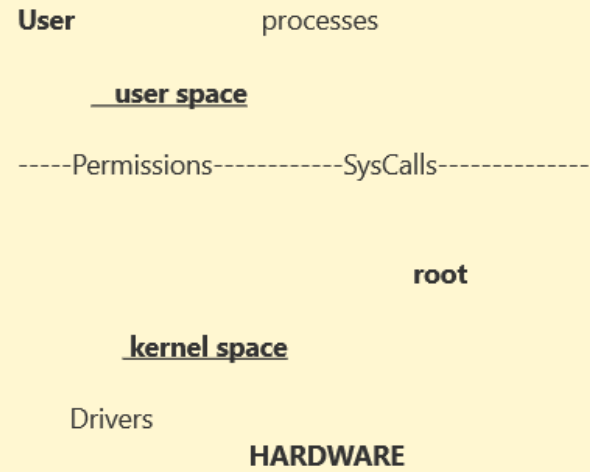 User processes
user space
-----Permissions------------SysCalls--------------
root
kernel space
Drivers
HARDWARE